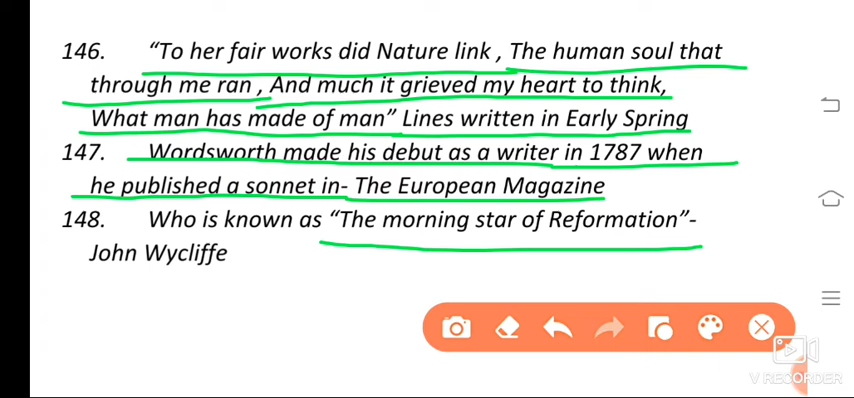 146. “To her fair works did Nature link , The human soul that
through me ran , And much it grieved my heart to think,
What man has made of man” Lines written in Early Spring
147. Wordsworth made his debut as a writer in 1787 when
he published a sonnet in- The European Magazine
148. Who is known as “The morning star of Reformation”-
John Wycliffe
V RECORDER